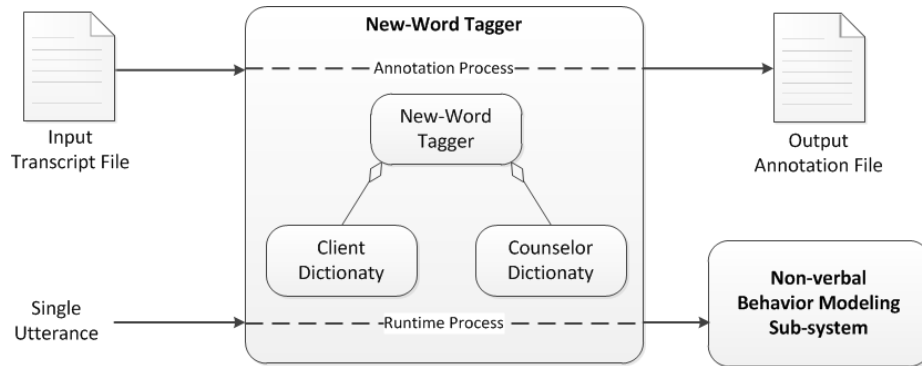 New-Word Tagger
Annotation Process
Input
Transcript File
Output
Annotation File
New-Word
Tagger
Client
Dictionaty
Counselor
Dictionaty
Single
Utterance
Runtime Process
Non-verbal
Behavior Modeling
Sub-system